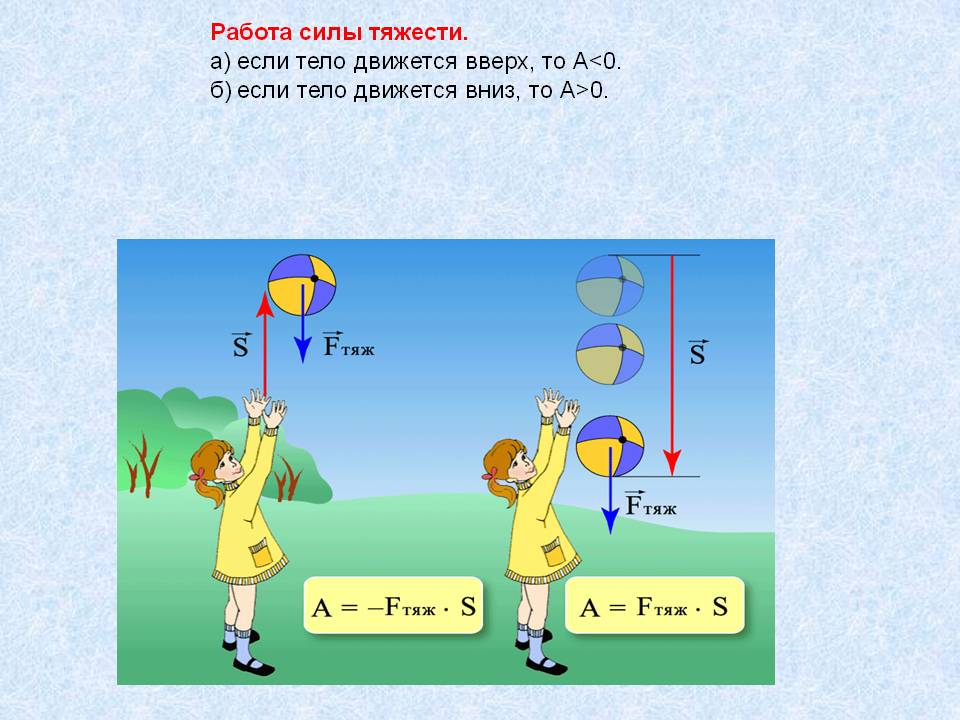 Работа силы тяжести.
а) если тело движется вверх, то А<0.
б) если тело движется вниз, то А>0.
S
Fтяж
S
Fтяж
A = –Fтяж · S
A = Fтяж · S